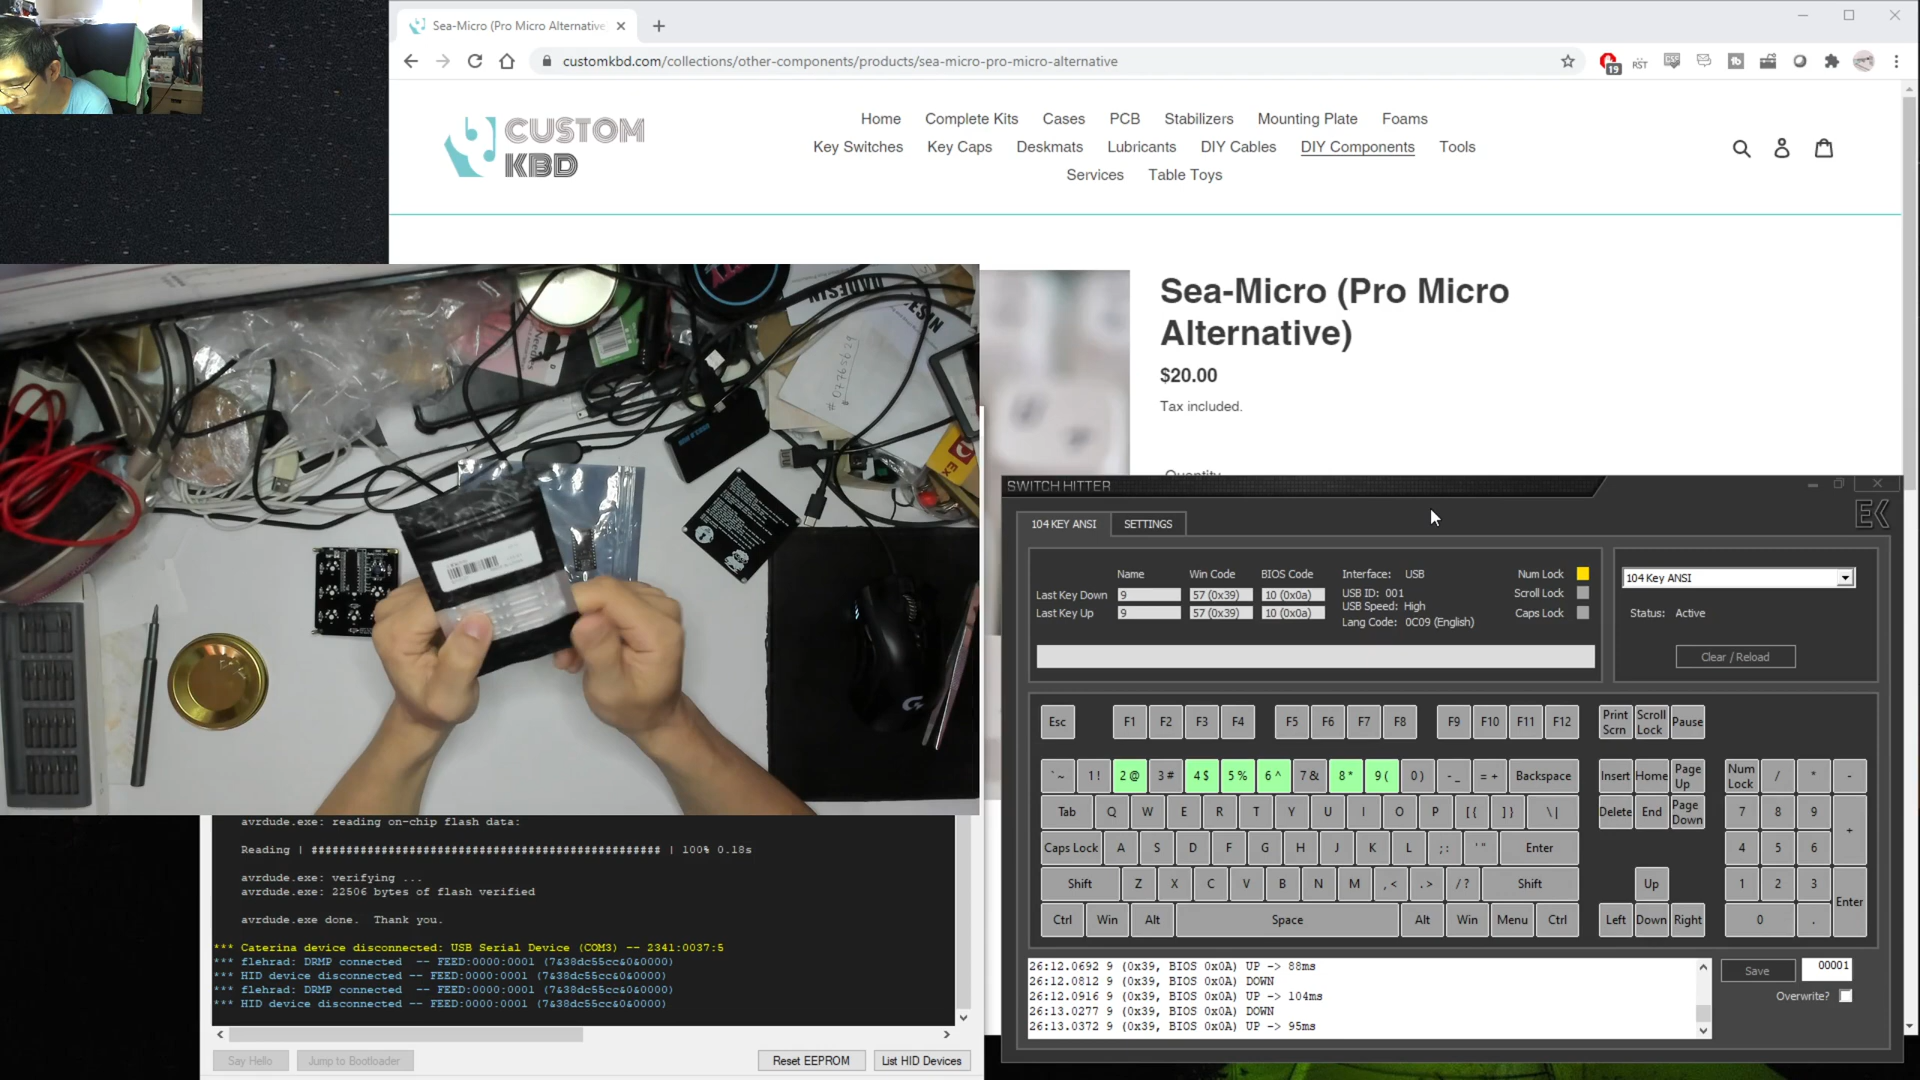 Sea-Micro (Pro Micro Alternative
customkbd.com/collections/other-components/products/sea-micro-pro-micro-alternative
19
RST
CUSTOM
KBD
Home Complete Kits Cases PCB Stabilizers Mounting Plate Foams
Key Switches Key Caps Deskmats Lubricants DIY Cables DIY Components Tools
Services Table Toys
Sea-Micro (Pro Micro
Alternative)
$20.00
Tax included.
Quantity
SWITCH HITTER
EK
104 KEY ANSI SETTINGS
Name Win Code BIOS Code
Last Key Down 9 57 (0x39) 10 (0x0a)
Last Key Up 9 57 (0x39) 10 (0x0a)
Interface: USB
USB ID: 001
USB Speed: High
Lang Code: 0C09 (English)
Num Lock
Scroll Lock
Caps Lock
104 Key ANSI
Status: Active
Clear / Reload
Esc F1 F2 F3 F4 F5 F6 F7 F8 F9 F10 F11 F12 Print Scrn Scroll Lock Pause
` ~ 1 ! 2 @ 3 # 4 $ 5 % 6 ^ 7 & 8 * 9 ( 0 ) - _ = + Backspace Insert Home Page Up Num Lock / * -
Tab Q W E R T Y U I O P [ { ] } \ | Delete End Page Down 7 8 9 +
Caps Lock A S D F G H J K L ; : ' " Enter 4 5 6
Shift Z X C V B N M , < . > / ? Shift Up 1 2 3 Enter
Ctrl Win Alt Space Alt Win Menu Ctrl Left Down Right 0 .
26:12.0692 9 (0x39, BIOS 0x0A) UP -> 88ms
26:12.0812 9 (0x39, BIOS 0x0A) DOWN
26:12.0916 9 (0x39, BIOS 0x0A) UP -> 104ms
26:13.0277 9 (0x39, BIOS 0x0A) DOWN
26:13.0372 9 (0x39, BIOS 0x0A) UP -> 95ms
Save 00001
Overwrite?
avrdude.exe: reading on-chip flash data:
Reading | ################################################## | 100% 0.18s
avrdude.exe: verifying ...
avrdude.exe: 22506 bytes of flash verified
avrdude.exe done.  Thank you.
*** Caterina device disconnected: USB Serial Device (COM3) -- 2341:0037:5
*** flehrad: DRMP connected  -- FEED:0000:0001 (7&38dc55cc&0&0000)
*** HID device disconnected -- FEED:0000:0001 (7&38dc55cc&0&0000)
*** flehrad: DRMP connected  -- FEED:0000:0001 (7&38dc55cc&0&0000)
*** HID device disconnected -- FEED:0000:0001 (7&38dc55cc&0&0000)
Say Hello Jump to Bootloader Reset EEPROM List HID Devices